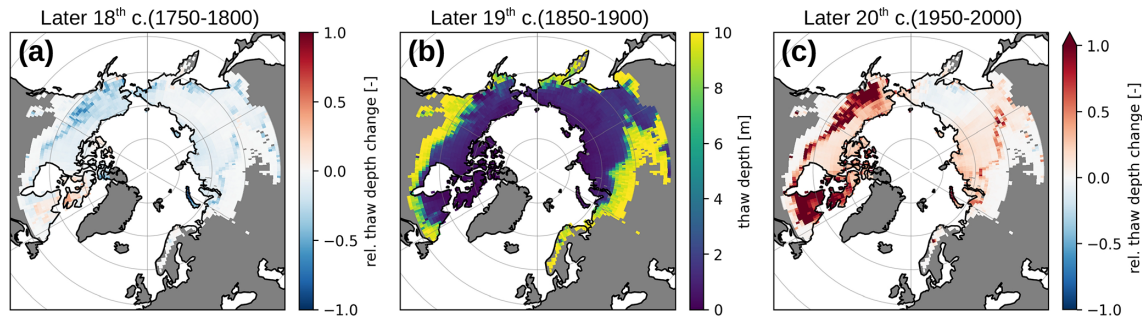 Later 18th c.(1750-1800)
(a)
1.0
0.5
0.0
−0.5
−1.0
rel. thaw depth change [-]
Later 19th c.(1850-1900)
(b)
10
8
6
4
2
0
thaw depth [m]
Later 20th c.(1950-2000)
(c)
1.0
0.5
0.0
−0.5
−1.0
rel. thaw depth change [-]